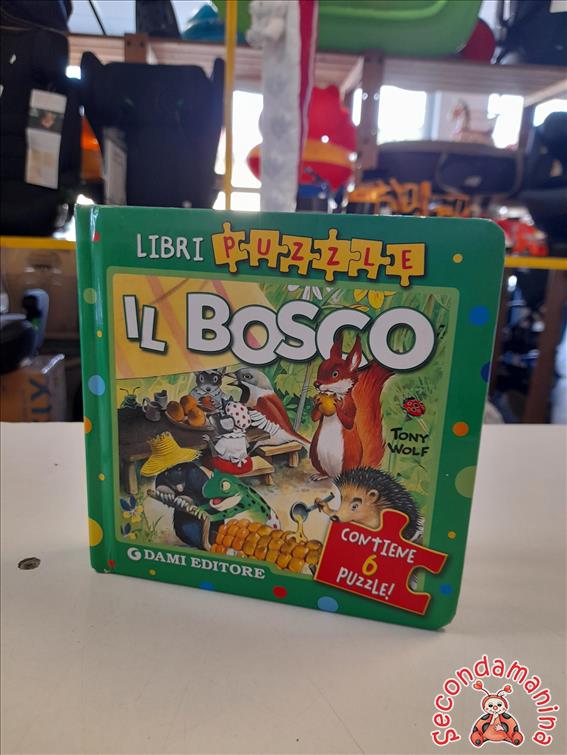 LIBRI PUZZLE
IL BOSCO
TONY
WOLF
CONTIENE
6
PUZZLE!
DAMI EDITORE
Secondamanina